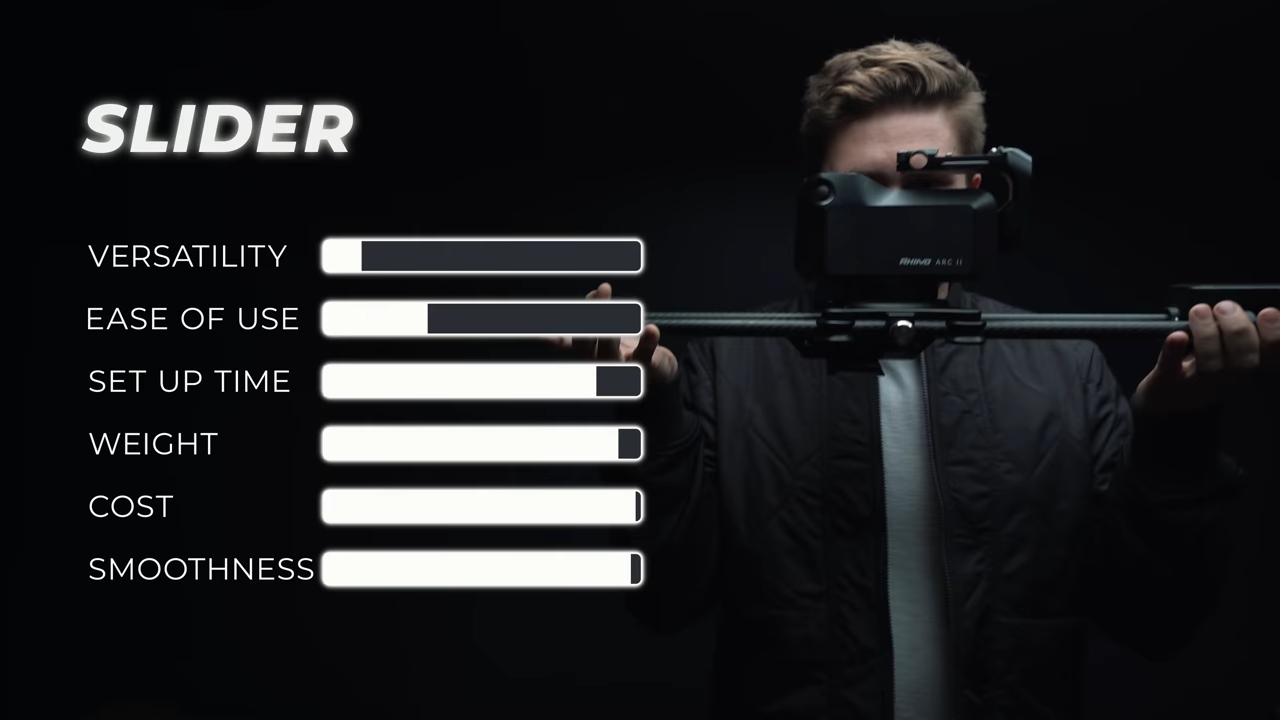 SLIDER
VERSATILITY
EASE OF USE
SET UP TIME
WEIGHT
COST
SMOOTHNESS
RHINO ARC II